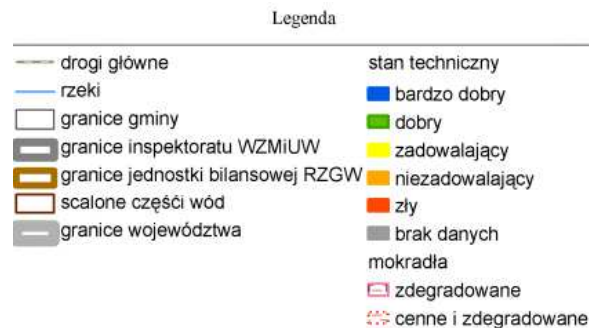 Legenda
drogi główne
rzeki
granice gminy
granice inspektoratu WZMiUW
granice jednostki bilansowej RZGW
scalone częśći wód
granice województwa
stan techniczny
bardzo dobry
dobry
zadowalający
niezadowalający
zły
brak danych
mokradła
zdegradowane
cenne i zdegradowane